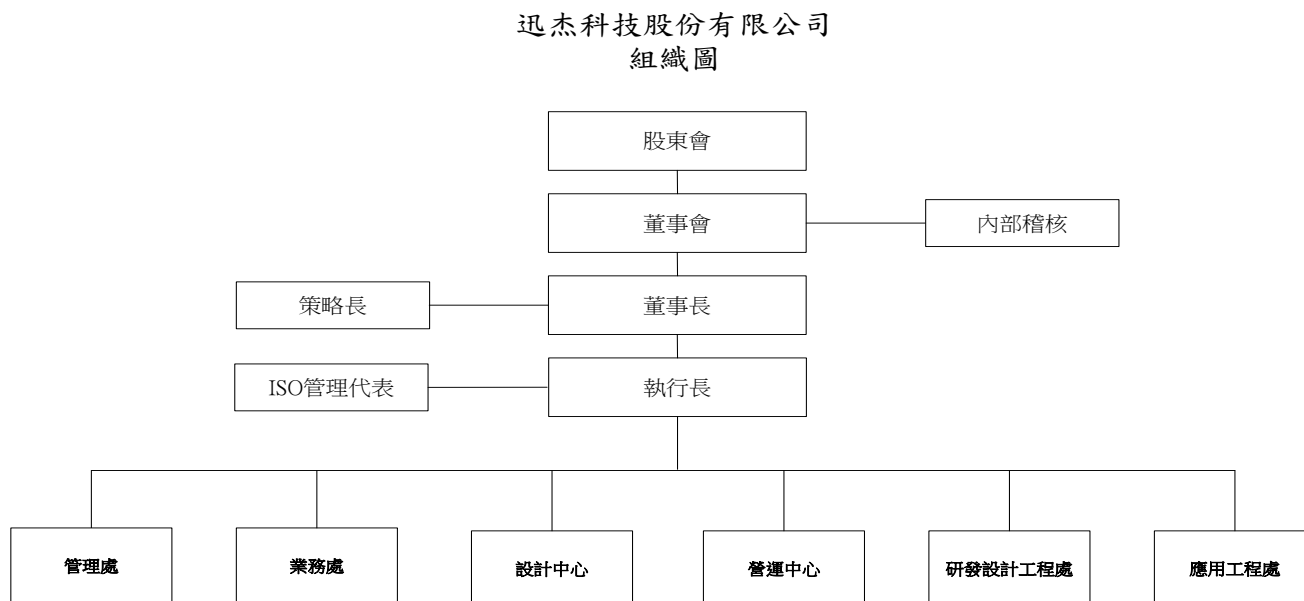 迅杰科技股份有限公司
組織圖
股東會
董事會
內部稽核
策略長
董事長
ISO管理代表
執行長
管理處
業務處
設計中心
營運中心
研發設計工程處
應用工程處